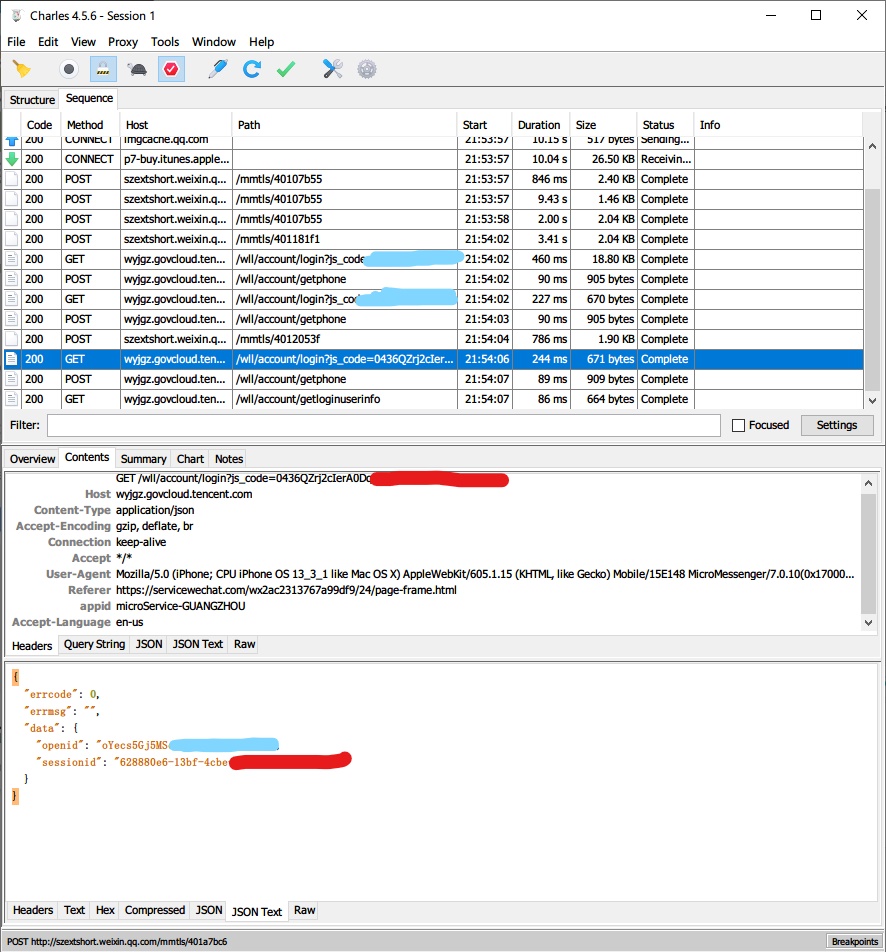 Charles 4.5.6 - Session 1
File Edit View Proxy Tools Window Help
Structure Sequence
Code Method Host Path Start Duration Size Status Info
200 CONNECT imgcache.qq.com 21:53:57 10.15 s 517 bytes Sending...
200 CONNECT p7-buy.itunes.apple... 21:53:57 10.04 s 26.50 KB Receivin...
200 POST szextshort.weixin.q... /mmtls/40107b55 21:53:57 846 ms 2.40 KB Complete
200 POST szextshort.weixin.q... /mmtls/40107b55 21:53:57 9.43 s 1.46 KB Complete
200 POST szextshort.weixin.q... /mmtls/40107b55 21:53:58 2.00 s 2.04 KB Complete
200 POST szextshort.weixin.q... /mmtls/401181f1 21:54:02 3.41 s 2.04 KB Complete
200 GET wyjgz.govcloud.ten... /wll/account/login?js_code 21:54:02 460 ms 18.80 KB Complete
200 POST wyjgz.govcloud.ten... /wll/account/getphone 21:54:02 90 ms 905 bytes Complete
200 GET wyjgz.govcloud.ten... /wll/account/login?js_co 21:54:02 227 ms 670 bytes Complete
200 POST wyjgz.govcloud.ten... /wll/account/getphone 21:54:03 90 ms 905 bytes Complete
200 POST szextshort.weixin.q... /mmtls/4012053f 21:54:04 786 ms 1.90 KB Complete
200 GET wyjgz.govcloud.ten... /wll/account/login?js_code=0436QZrj2cIer... 21:54:06 244 ms 671 bytes Complete
200 POST wyjgz.govcloud.ten... /wll/account/getphone 21:54:07 89 ms 909 bytes Complete
200 GET wyjgz.govcloud.ten... /wll/account/getloginuserinfo 21:54:07 86 ms 664 bytes Complete
Filter: Focused Settings
Overview Contents Summary Chart Notes
GET /wll/account/login?js_code=0436QZrj2cIerA0Dq
Host wyjgz.govcloud.tencent.com
Content-Type application/json
Accept-Encoding gzip, deflate, br
Connection keep-alive
Accept */*
User-Agent Mozilla/5.0 (iPhone; CPU iPhone OS 13_3_1 like Mac OS X) AppleWebKit/605.1.15 (KHTML, like Gecko) Mobile/15E148 MicroMessenger/7.0.10(0x17000...
Referer https://servicewechat.com/wx2ac2313767a99df9/24/page-frame.html
appid microService-GUANGZHOU
Accept-Language en-us
Headers Query String JSON JSON Text Raw
{
"errcode": 0,
"errmsg": "",
"data": {
"openid": "oYecs5Gj5MS
"sessionid": "628880e6-13bf-4cbe
}
}
Headers Text Hex Compressed JSON JSON Text Raw
POST http://szextshort.weixin.qq.com/mmtls/401a7bc6 Breakpoints